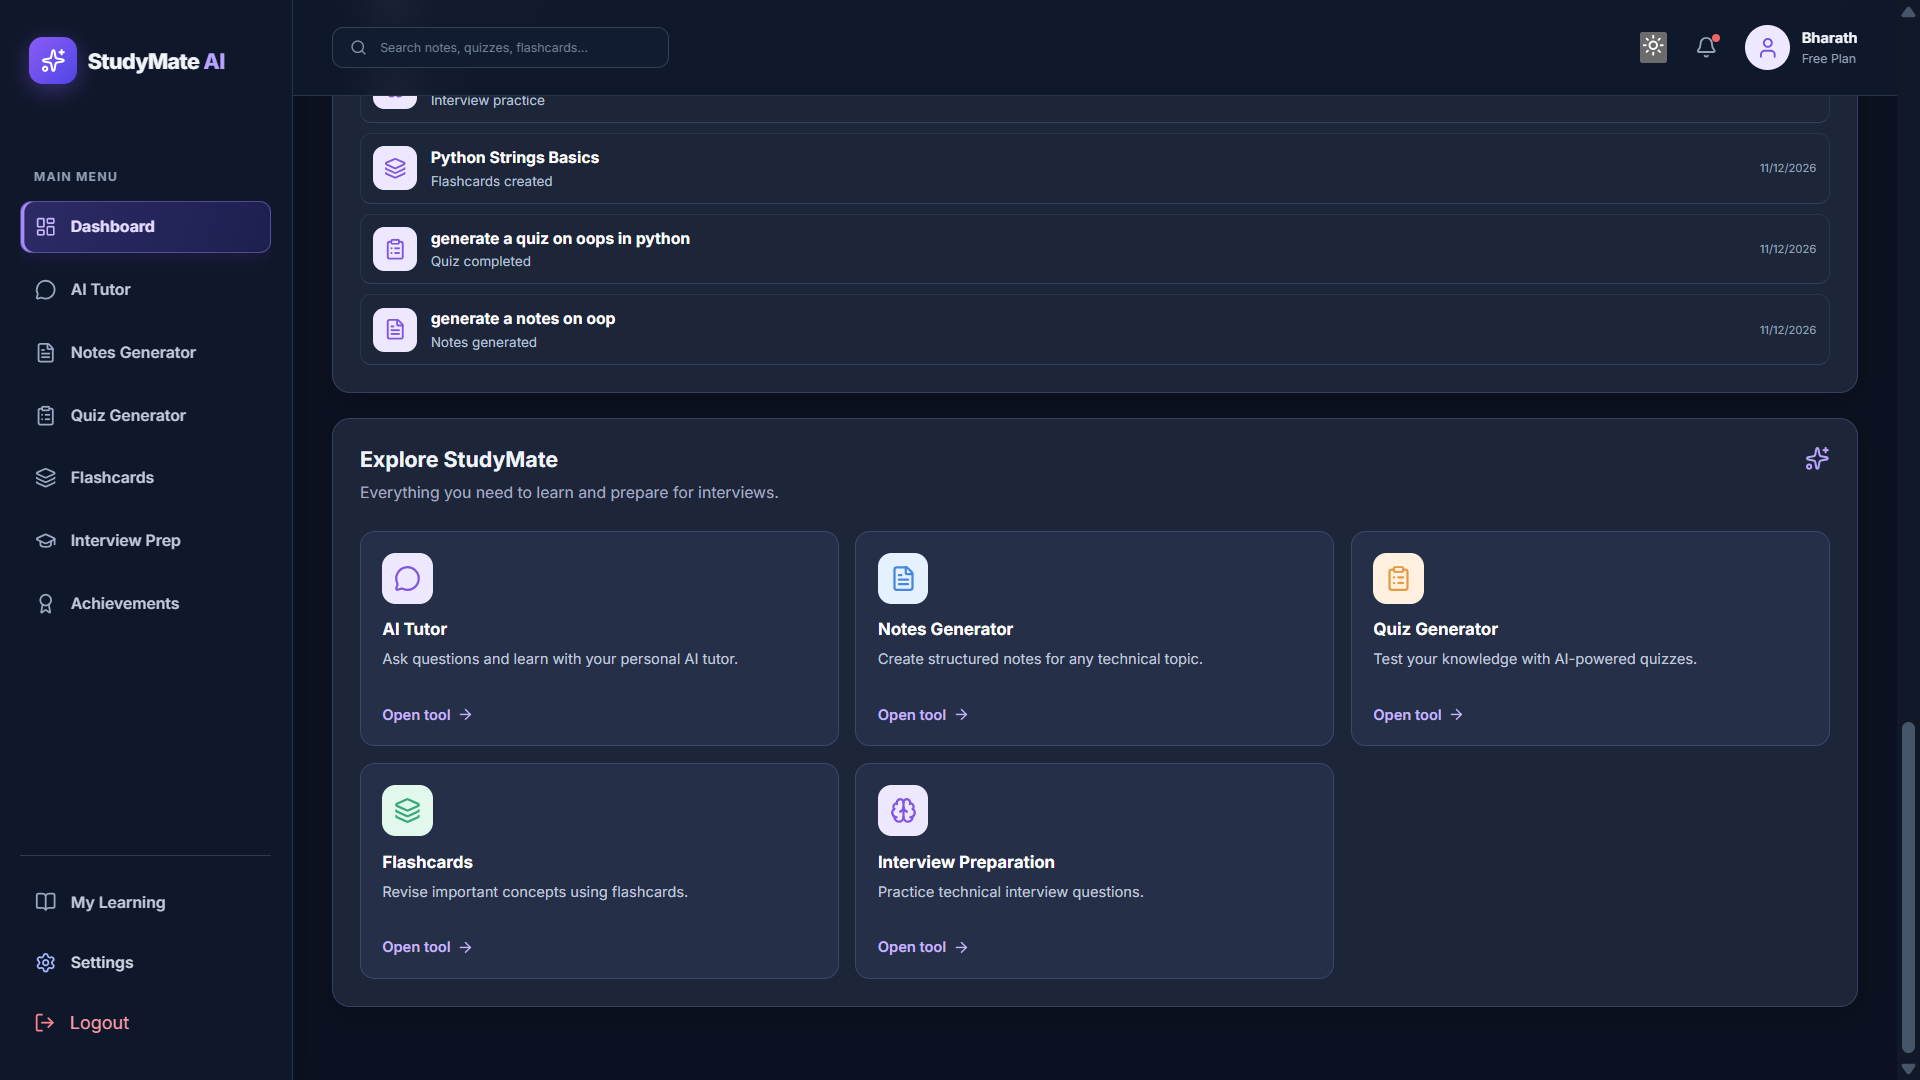 StudyMate AI
MAIN MENU
Dashboard
AI Tutor
Notes Generator
Quiz Generator
Flashcards
Interview Prep
Achievements
My Learning
Settings
Logout
Search notes, quizzes, flashcards...
Bharath
Free Plan
Interview practice
Python Strings Basics
Flashcards created
11/12/2026
generate a quiz on oops in python
Quiz completed
11/12/2026
generate a notes on oop
Notes generated
11/12/2026
Explore StudyMate
Everything you need to learn and prepare for interviews.
AI Tutor
Ask questions and learn with your personal AI tutor.
Open tool
Notes Generator
Create structured notes for any technical topic.
Open tool
Quiz Generator
Test your knowledge with AI-powered quizzes.
Open tool
Flashcards
Revise important concepts using flashcards.
Open tool
Interview Preparation
Practice technical interview questions.
Open tool